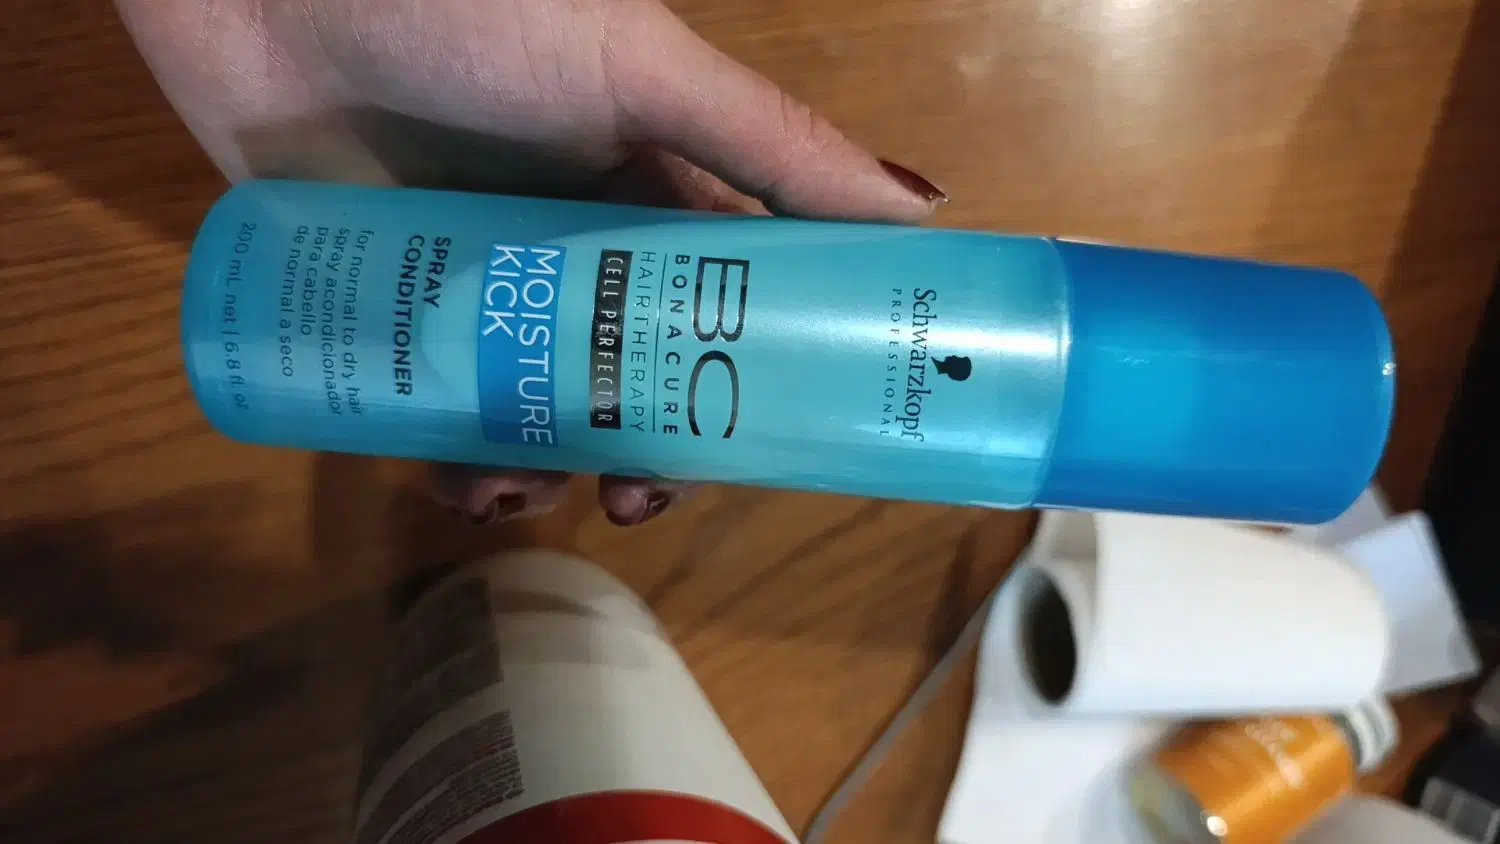 Schwarzkopf
PROFESSIONAL
BC
BONACURE
HAIRTHERAPY
CELL PERFECTOR
MOISTURE
KICK
SPRAY
CONDITIONER
for normal to dry hair
spray acondicionador
para cabello
de normal a seco
200 mL net | 6.8 fl. oz